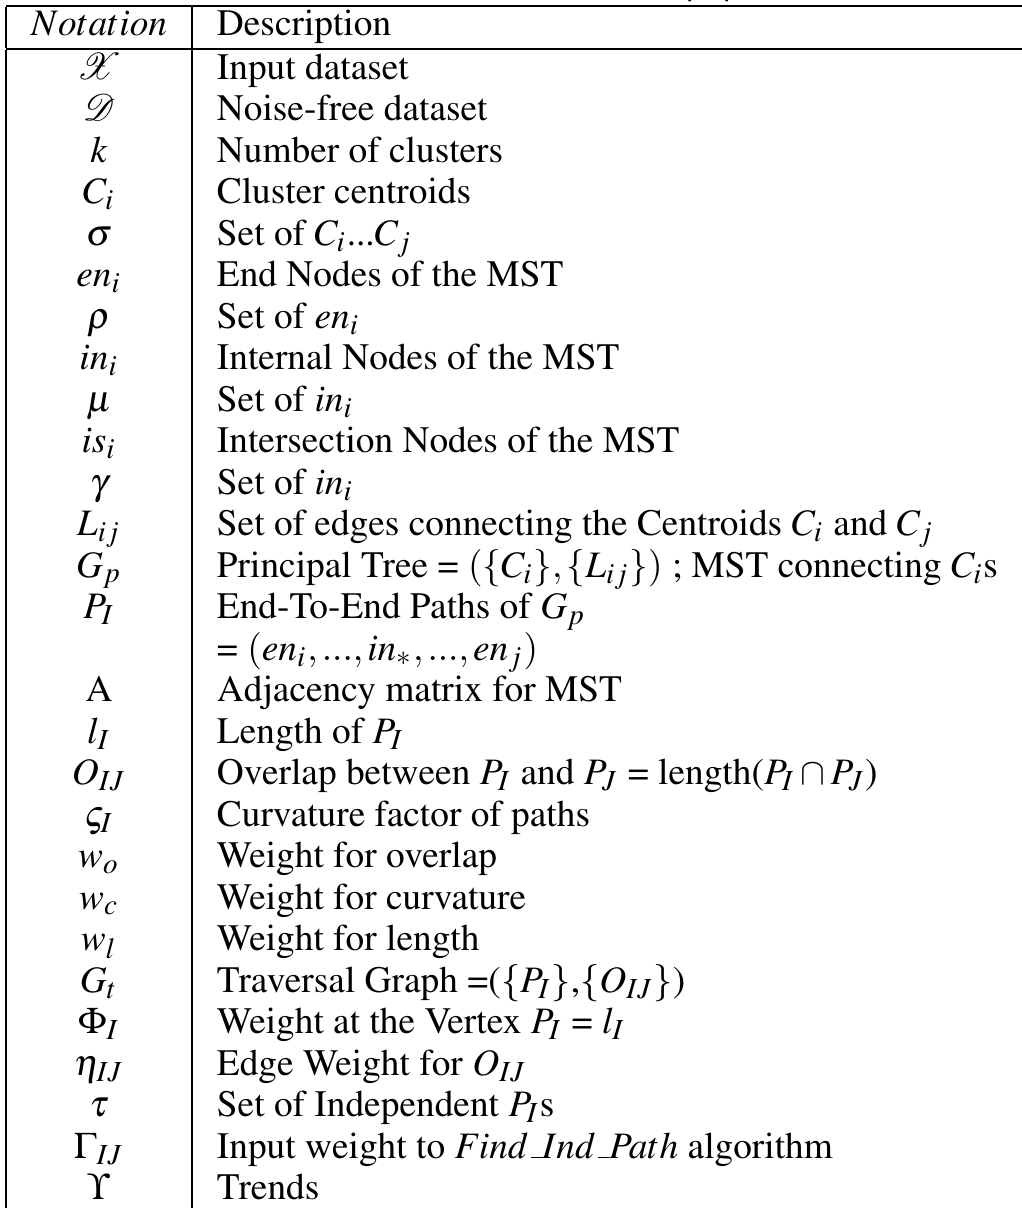 Notation Description
𝒳 Input dataset
𝒟 Noise-free dataset
k Number of clusters
C_i Cluster centroids
σ Set of C_i...C_j
en_i End Nodes of the MST
ρ Set of en_i
in_i Internal Nodes of the MST
μ Set of in_i
is_i Intersection Nodes of the MST
γ Set of in_i
L_ij Set of edges connecting the Centroids C_i and C_j
G_p Principal Tree = ({C_i},{L_ij}) ; MST connecting C_is
P_I End-To-End Paths of G_p
= (en_i,...,in_*,...,en_j)
A Adjacency matrix for MST
l_I Length of P_I
O_IJ Overlap between P_I and P_J = length(P_I ∩ P_J)
ς_I Curvature factor of paths
w_o Weight for overlap
w_c Weight for curvature
w_l Weight for length
G_t Traversal Graph =({P_I},{O_IJ})
Φ_I Weight at the Vertex P_I = l_I
η_IJ Edge Weight for O_IJ
τ Set of Independent P_Is
Γ_IJ Input weight to Find_Ind_Path algorithm
ϒ Trends